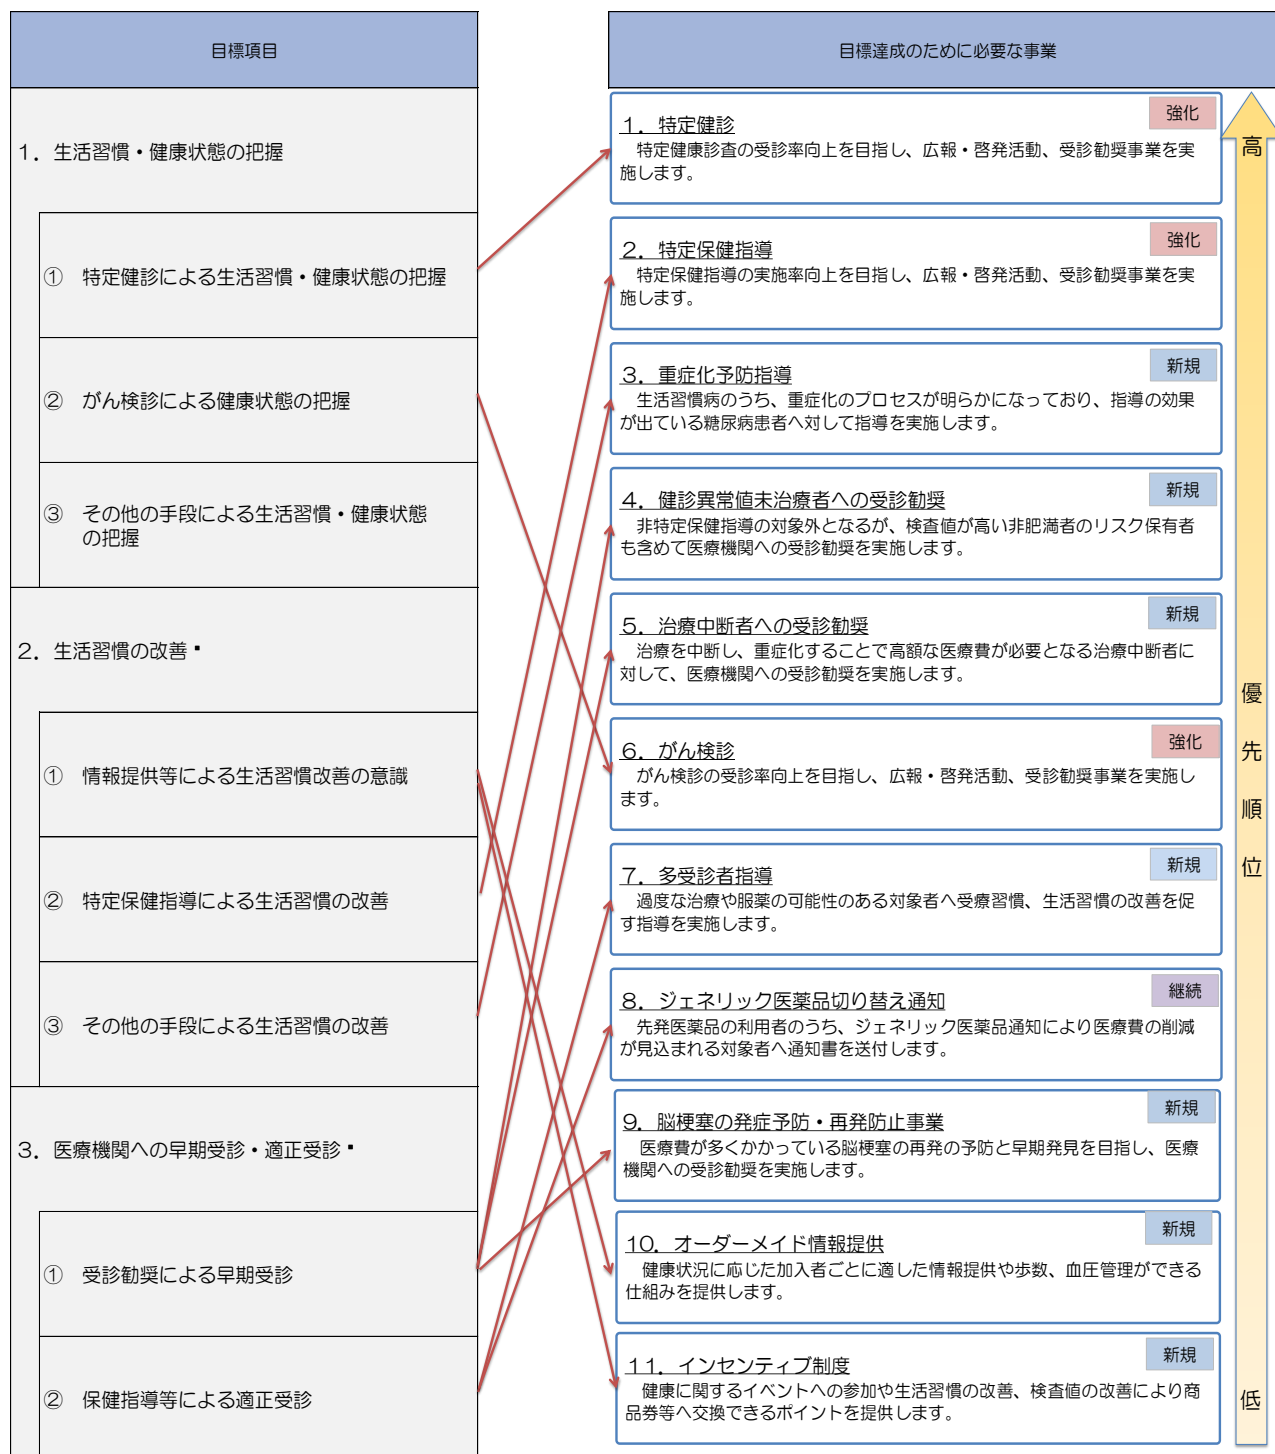 目標項目
1．生活習慣・健康状態の把握
① 特定健診による生活習慣・健康状態の把握
② がん検診による健康状態の把握
③ その他の手段による生活習慣・健康状態
の把握
2．生活習慣の改善
① 情報提供等による生活習慣改善の意識
② 特定保健指導による生活習慣の改善
③ その他の手段による生活習慣の改善
3．医療機関への早期受診・適正受診
① 受診勧奨による早期受診
② 保健指導等による適正受診
目標達成のために必要な事業
強化
1．特定健診
特定健康診査の受診率向上を目指し、広報・啓発活動、受診勧奨事業を実
施します。
強化
2．特定保健指導
特定保健指導の実施率向上を目指し、広報・啓発活動、受診勧奨事業を実
施します。
新規
3．重症化予防指導
生活習慣病のうち、重症化のプロセスが明らかになっており、指導の効果
が出ている糖尿病患者へ対して指導を実施します。
新規
4．健診異常値未治療者への受診勧奨
非特定保健指導の対象外となるが、検査値が高い非肥満者のリスク保有者
も含めて医療機関への受診勧奨を実施します。
新規
5．治療中断者への受診勧奨
治療を中断し、重症化することで高額な医療費が必要となる治療中断者に
対して、医療機関への受診勧奨を実施します。
強化
6．がん検診
がん検診の受診率向上を目指し、広報・啓発活動、受診勧奨事業を実施し
ます。
新規
7．多受診者指導
過度な治療や服薬の可能性のある対象者へ受療習慣、生活習慣の改善を促
す指導を実施します。
継続
8．ジェネリック医薬品切り替え通知
先発医薬品の利用者のうち、ジェネリック医薬品通知により医療費の削減
が見込まれる対象者へ通知書を送付します。
新規
9．脳梗塞の発症予防・再発防止事業
医療費が多くかかっている脳梗塞の再発の予防と早期発見を目指し、医療
機関への受診勧奨を実施します。
新規
10．オーダーメイド情報提供
健康状況に応じた加入者ごとに適した情報提供や歩数、血圧管理ができる
仕組みを提供します。
新規
11．インセンティブ制度
健康に関するイベントへの参加や生活習慣の改善、検査値の改善により商
品券等へ交換できるポイントを提供します。
高
優
先
順
位
低